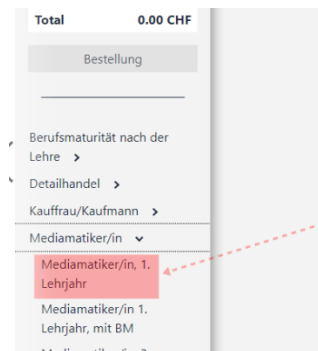 Total 0.00 CHF
Bestellung
Berufsmaturität nach der
Lehre
Detailhandel
Kauffrau/Kaufmann
Mediamatiker/in
Mediamatiker/in, 1.
Lehrjahr
Mediamatiker/in 1.
Lehrjahr, mit BM